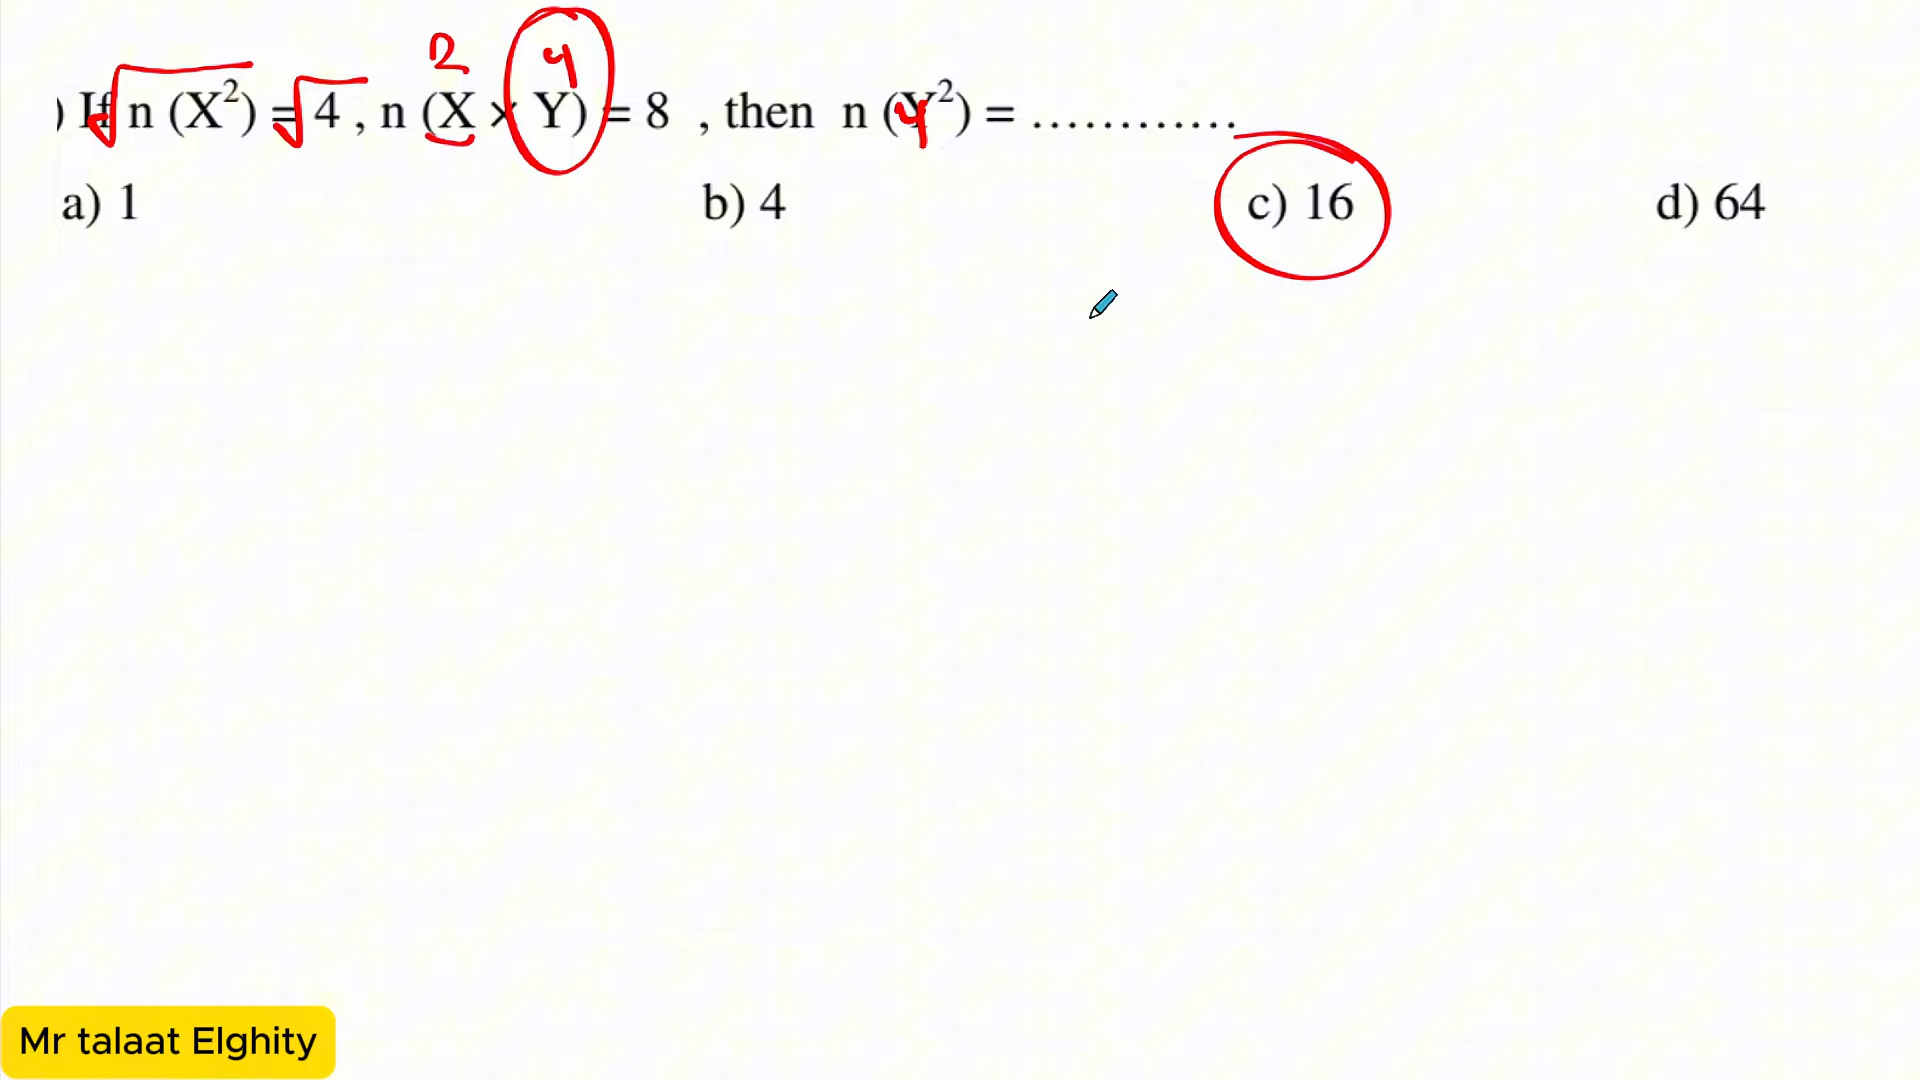 2 4
) If √n (X²) = √4 , n (X × Y) = 8 , then n (Y²) = ............
4
a) 1 b) 4 c) 16 d) 64
Mr talaat Elghity